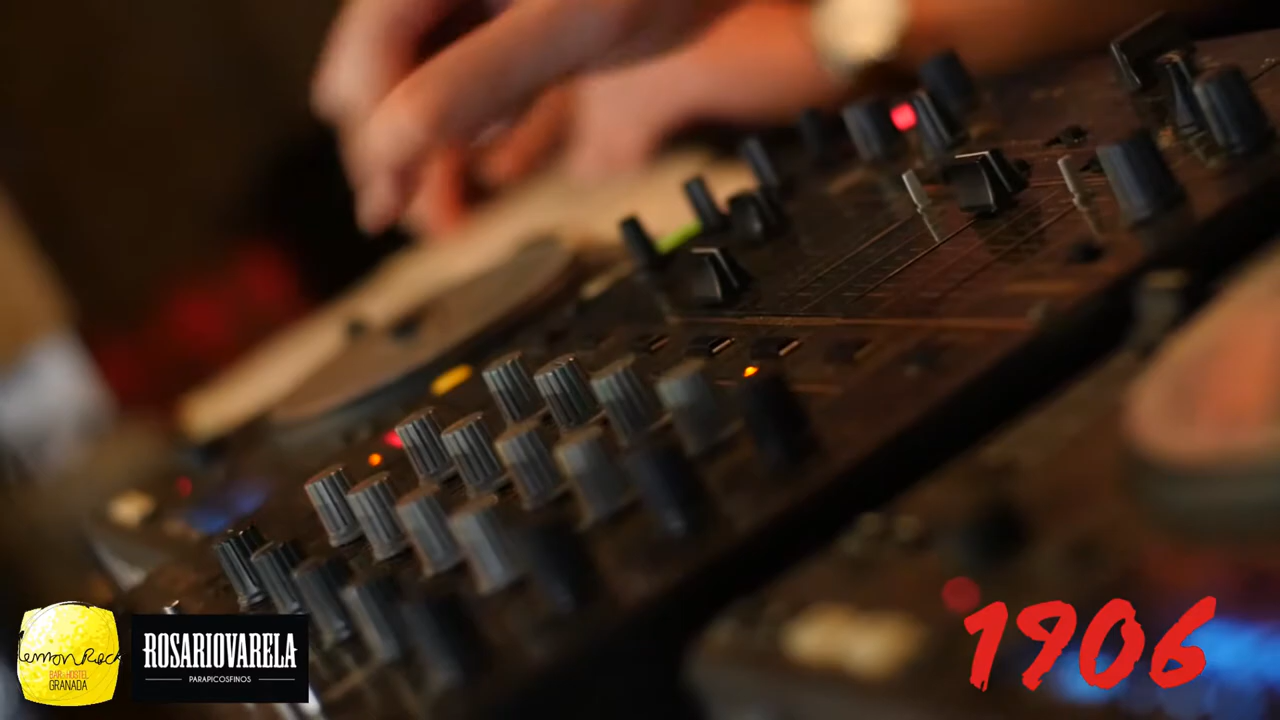 Lemon Rock
BAR & HOSTEL
GRANADA
ROSARIOVARELA
PARAPICOSFINOS
1906